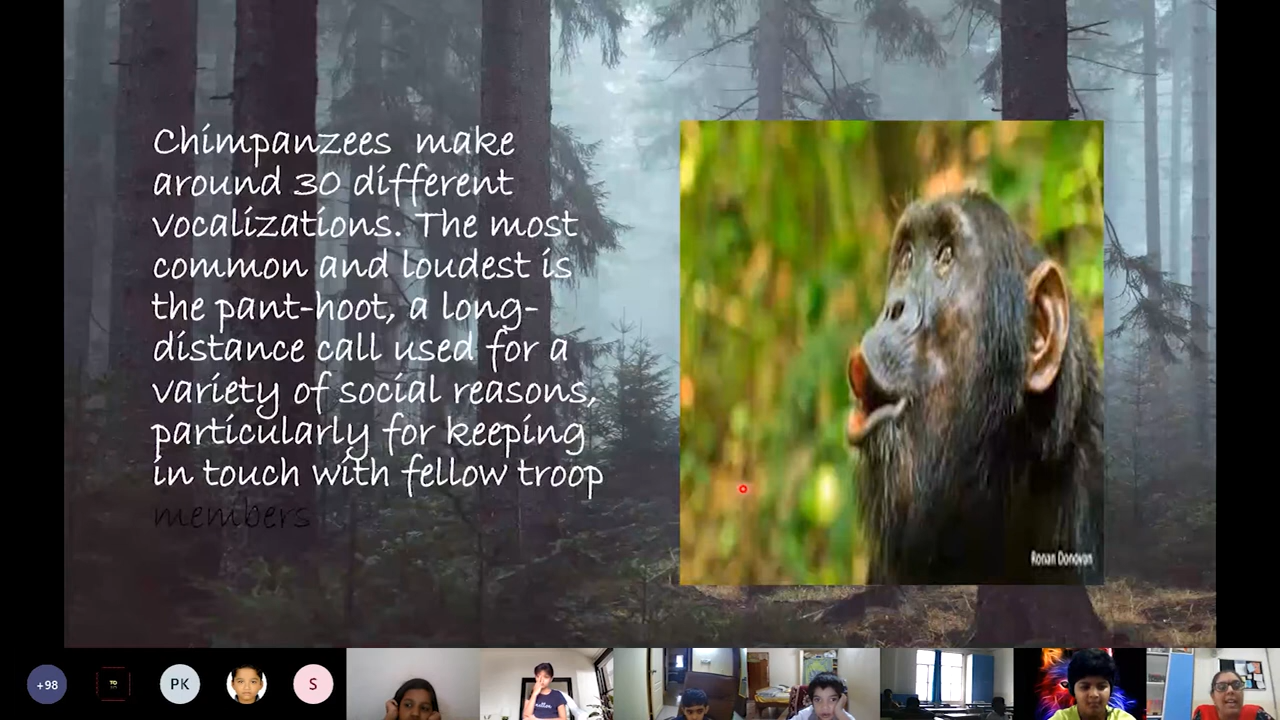 Chimpanzees make
around 30 different
vocalizations. The most
common and loudest is
the pant-hoot, a long-
distance call used for a
variety of social reasons,
particularly for keeping
in touch with fellow troop
members
Ronan Donovan
+98
TO
PK
S